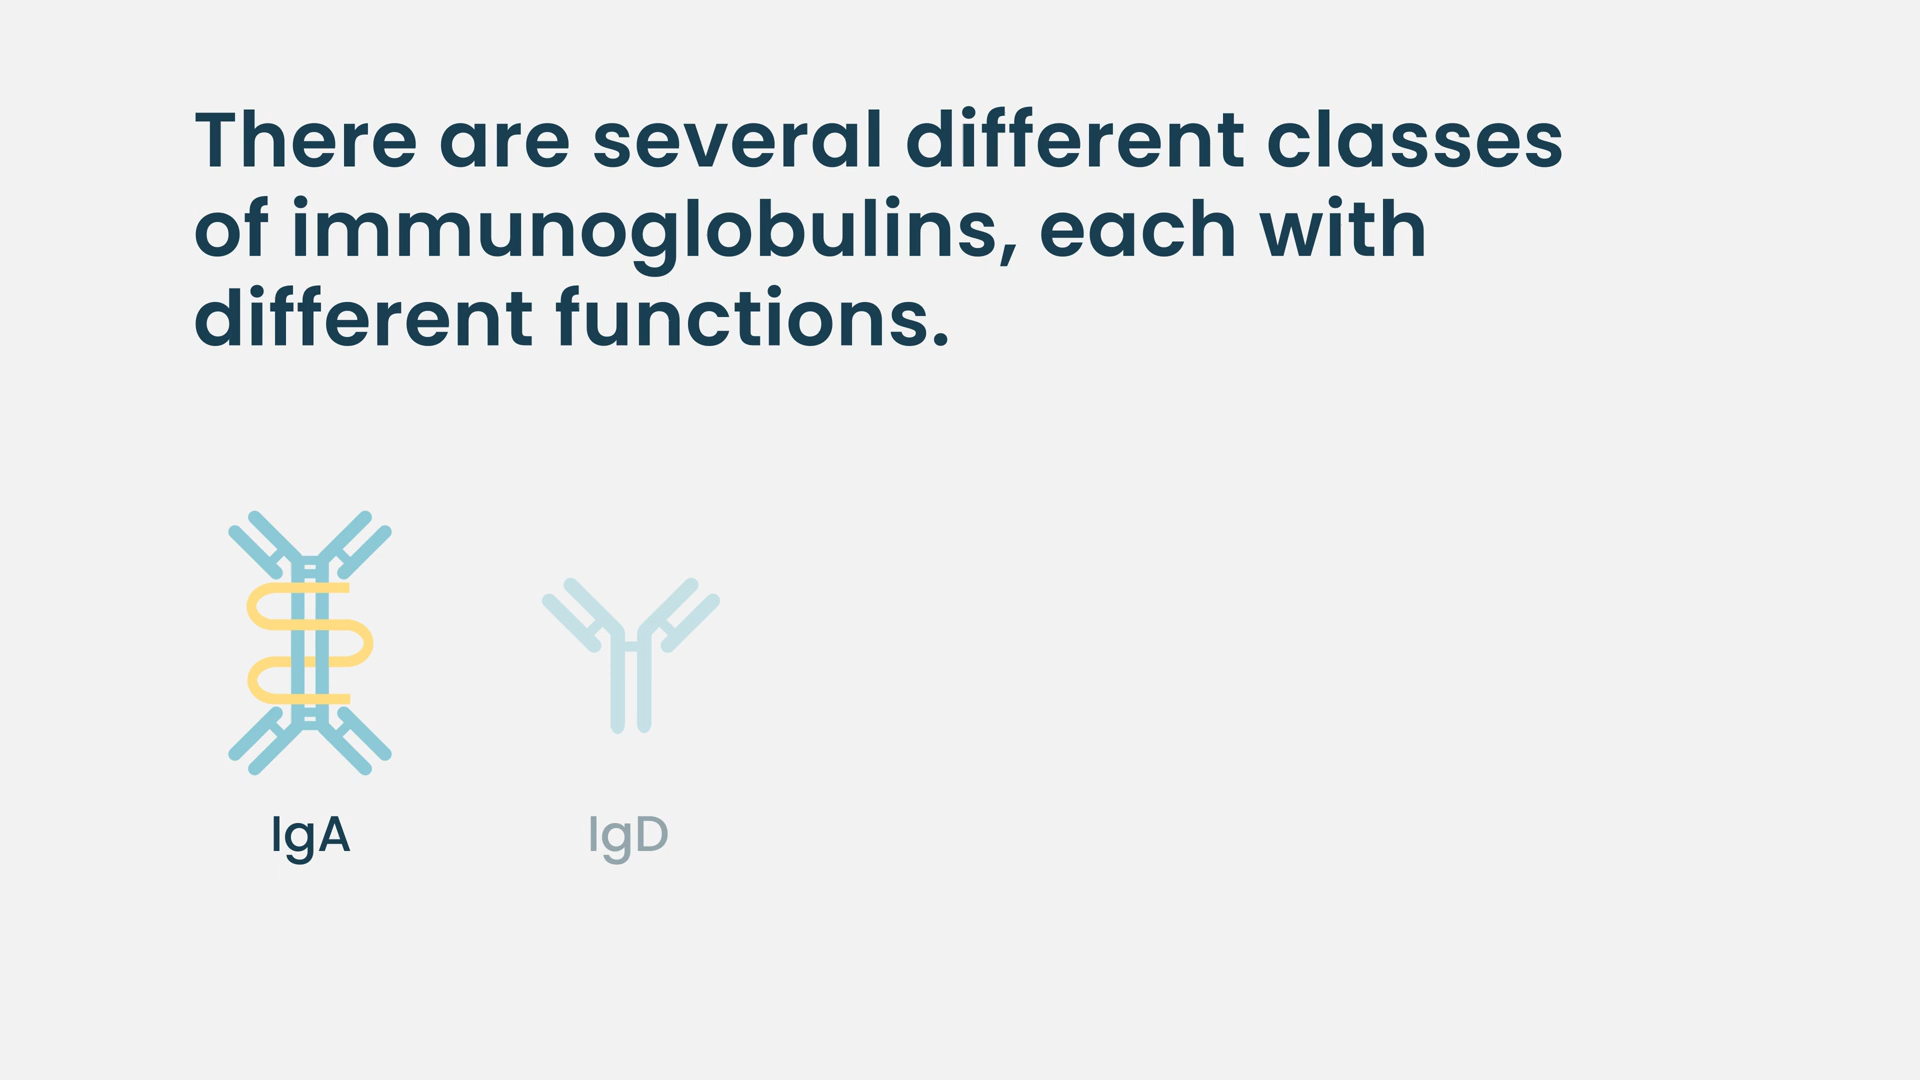 There are several different classes
of immunoglobulins, each with
different functions.
IgA
IgD